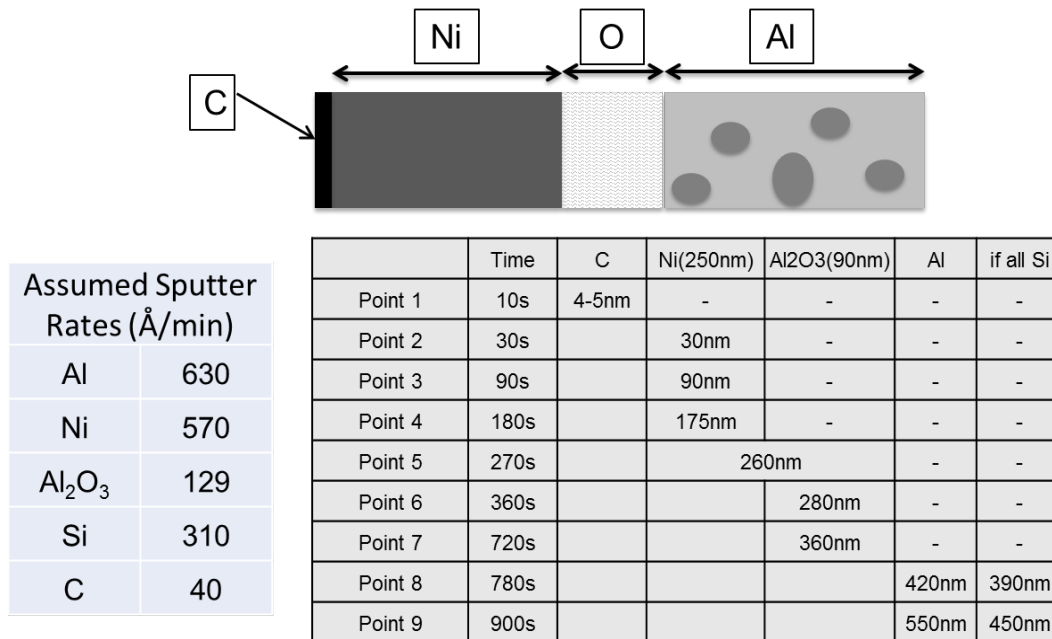 Ni O Al
C
Assumed Sputter
Rates (Å/min)
Al 630
Ni 570
Al₂O₃ 129
Si 310
C 40
Time C Ni(250nm) Al2O3(90nm) Al if all Si
Point 1 10s 4-5nm - - - -
Point 2 30s 30nm - - -
Point 3 90s 90nm - - -
Point 4 180s 175nm - - -
Point 5 270s 260nm - -
Point 6 360s 280nm - -
Point 7 720s 360nm - -
Point 8 780s 420nm 390nm
Point 9 900s 550nm 450nm